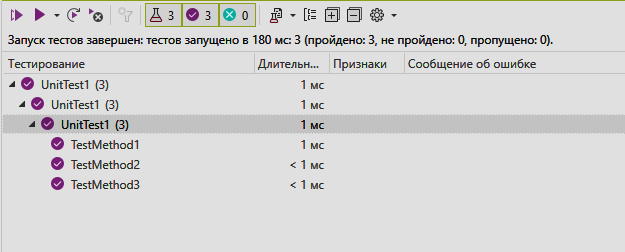 3 3 0
Запуск тестов завершен: тестов запущено в 180 мс: 3 (пройдено: 3, не пройдено: 0, пропущено: 0).
Тестирование Длительн... Признаки Сообщение об ошибке
UnitTest1 (3) 1 мс
UnitTest1 (3) 1 мс
UnitTest1 (3) 1 мс
TestMethod1 1 мс
TestMethod2 < 1 мс
TestMethod3 < 1 мс